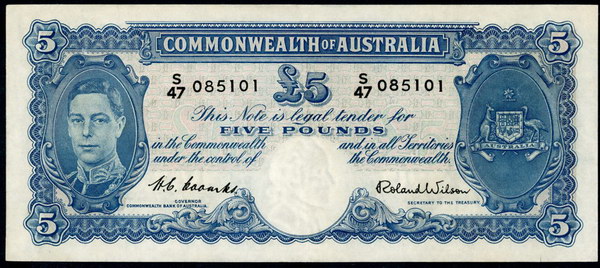 5 COMMONWEALTH OF AUSTRALIA 5
S/47 085101 £5 S/47 085101
This Note is legal tender for
FIVE POUNDS
in the Commonwealth and in all Territories
under the control of the Commonwealth.
H.C. Coombs. Roland Wilson
GOVERNOR SECRETARY TO THE TREASURY
COMMONWEALTH BANK OF AUSTRALIA.
AUSTRALIA
5 5